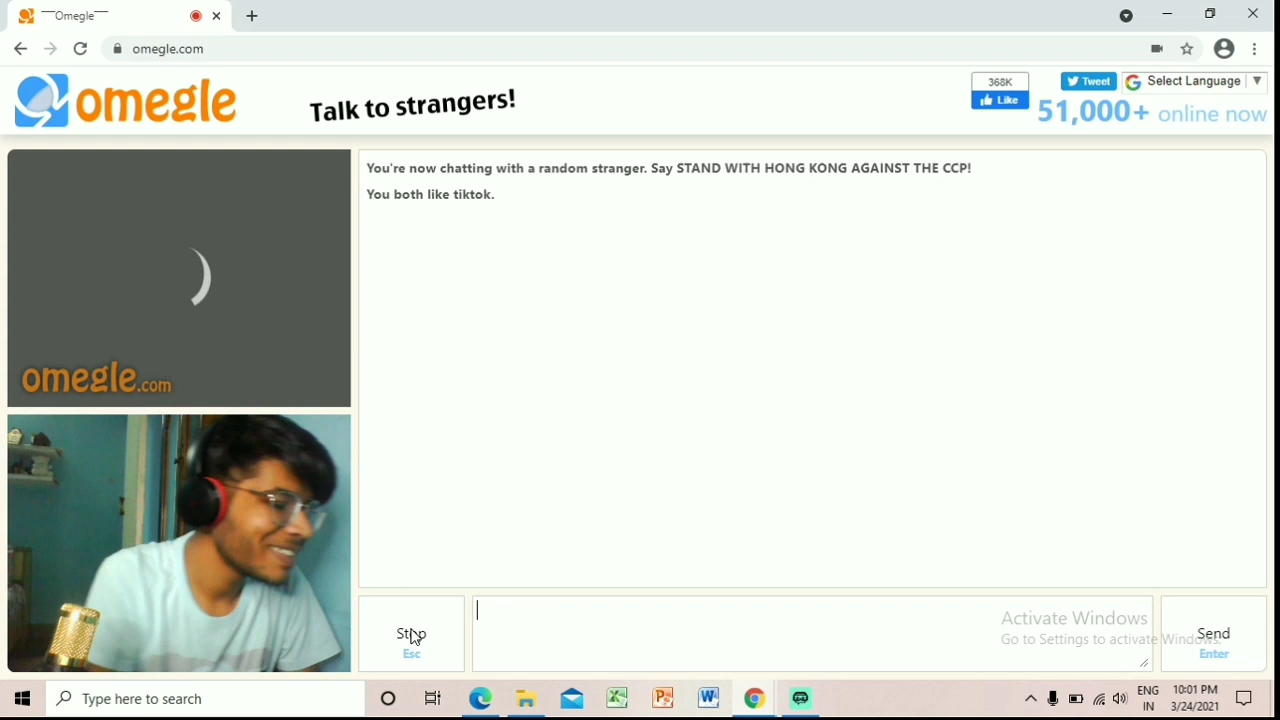 Omegle
omegle.com
omegle
Talk to strangers!
368K
Like
Tweet
Select Language
51,000+ online now
You're now chatting with a random stranger. Say STAND WITH HONG KONG AGAINST THE CCP!
You both like tiktok.
omegle.com
Stop
Esc
Activate Windows
Go to Settings to activate Windows.
Send
Enter
Type here to search
ENG
IN
10:01 PM
3/24/2021